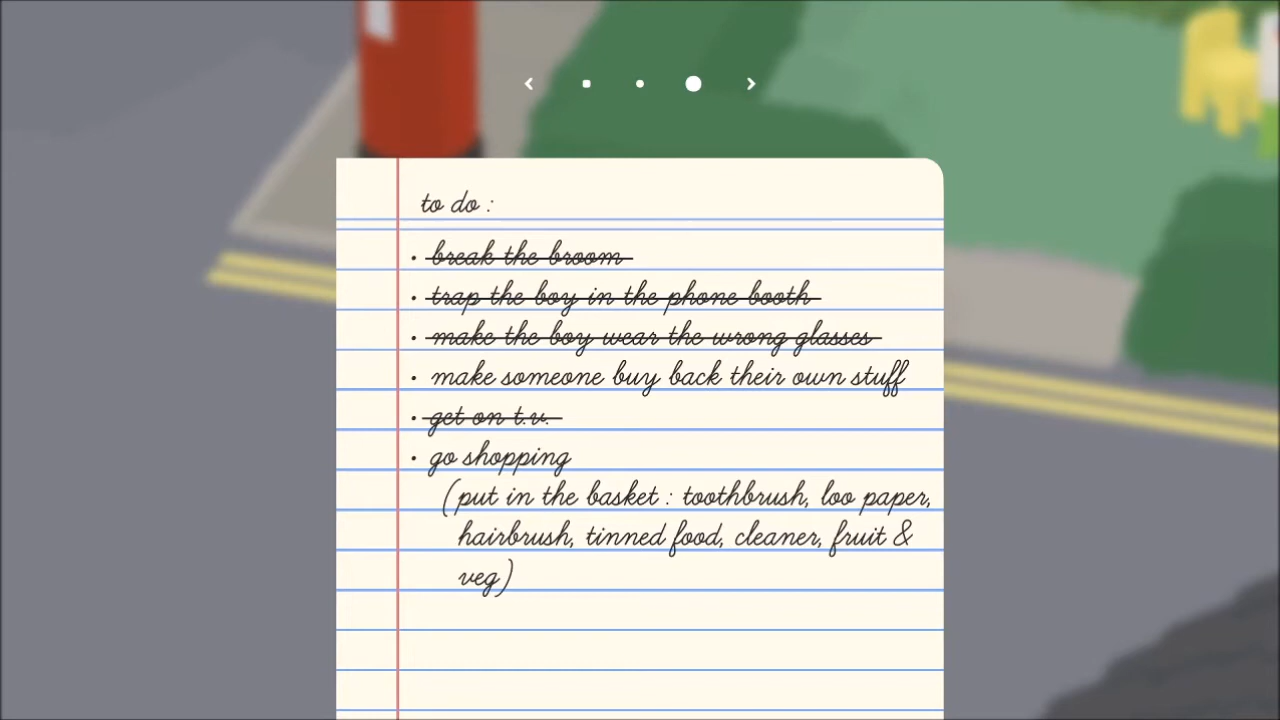 to do :
• break the broom
• trap the boy in the phone booth
• make the boy wear the wrong glasses
• make someone buy back their own stuff
• get on t.v.
• go shopping
(put in the basket : toothbrush, loo paper,
hairbrush, tinned food, cleaner, fruit &
veg)